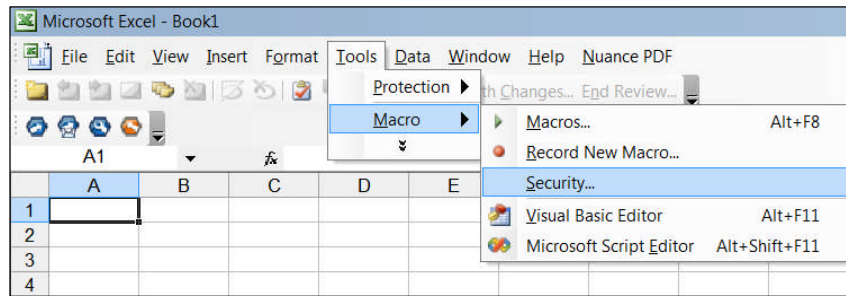 Microsoft Excel - Book1
File Edit View Insert Format Tools Data Window Help Nuance PDF
Protection th Changes... End Review...
Macro Macros... Alt+F8
A1 fx Record New Macro...
A B C D E Security...
1 Visual Basic Editor Alt+F11
2 Microsoft Script Editor Alt+Shift+F11
3
4